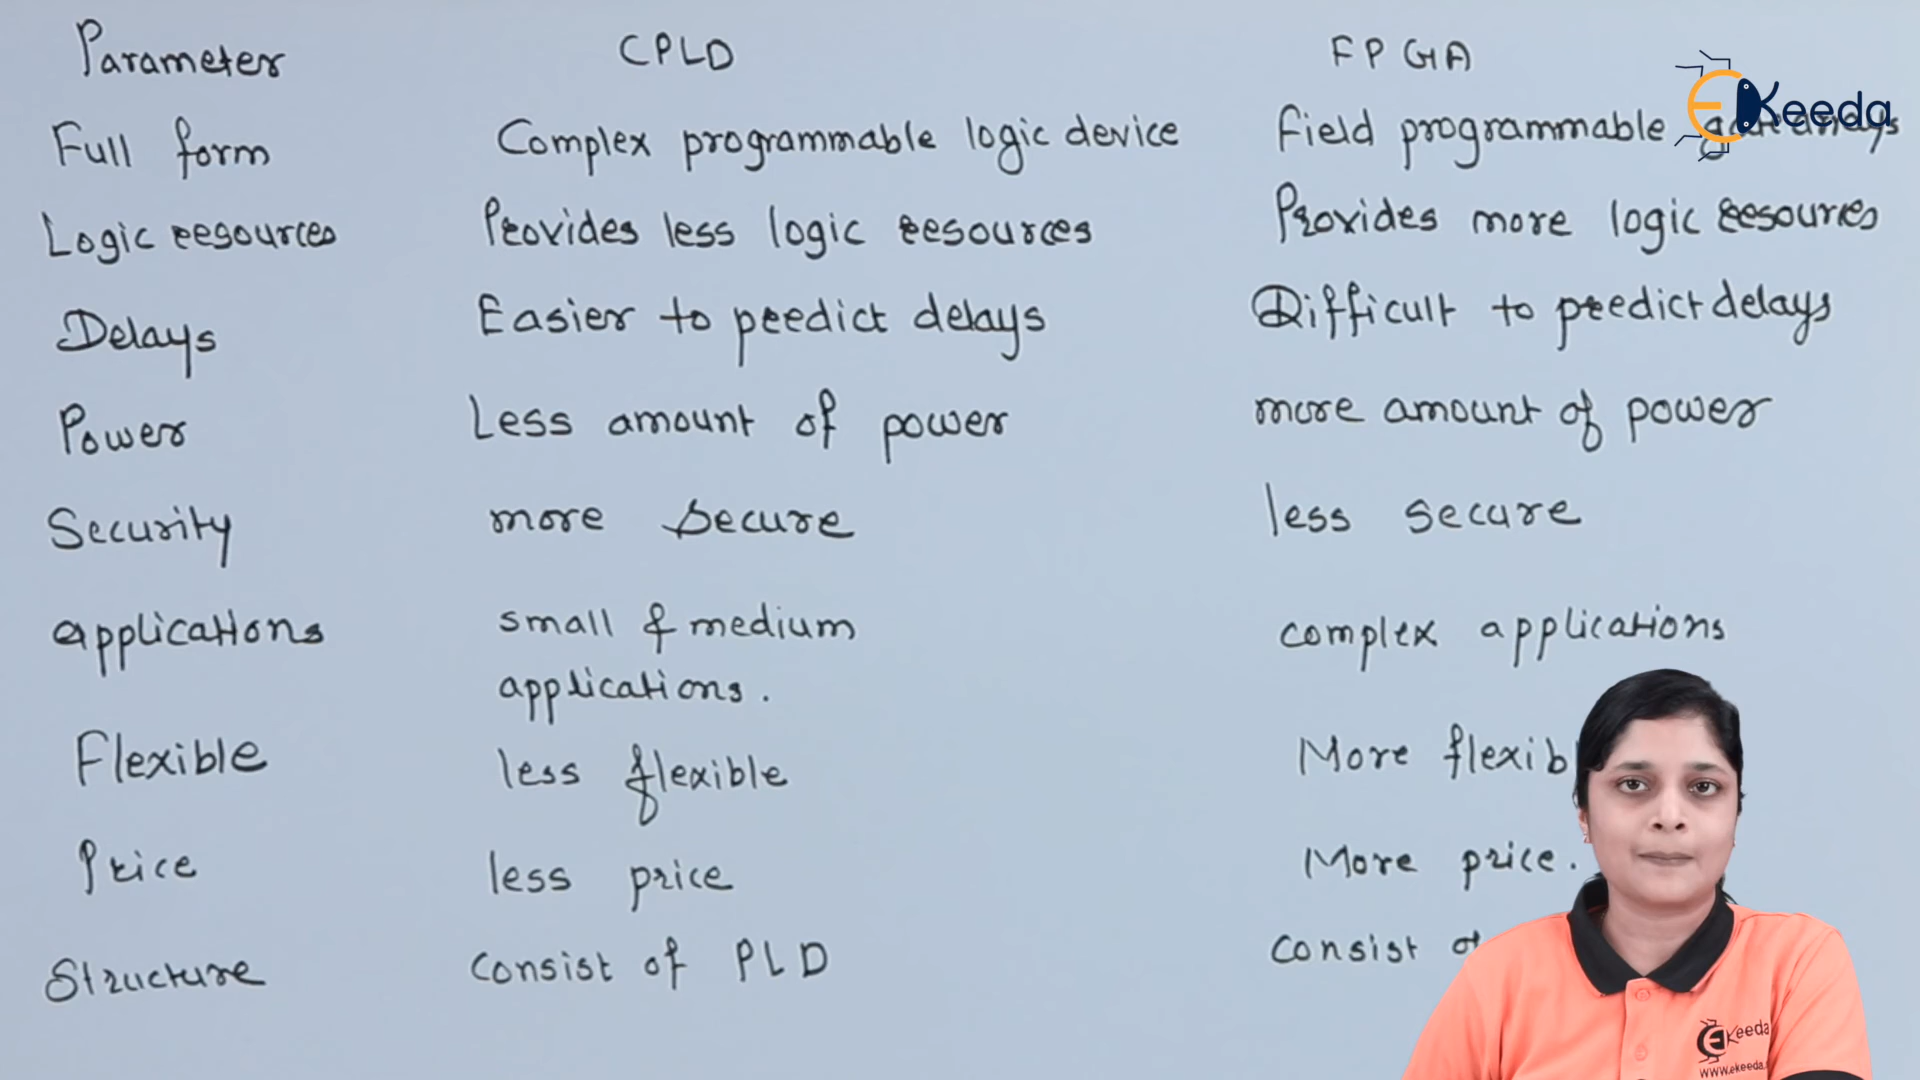 Parameter CPLD FPGA
Full form Complex programmable logic device Field programmable
Logic resources Provides less logic resources Provides more logic resources
Delays Easier to predict delays Difficult to predict delays
Power Less amount of power more amount of power
Security more secure less secure
applications small & medium complex applications
applications.
Flexible less flexible More
Price less price More price.
Structure consist of PLD consist
EKeeda
EKeeda